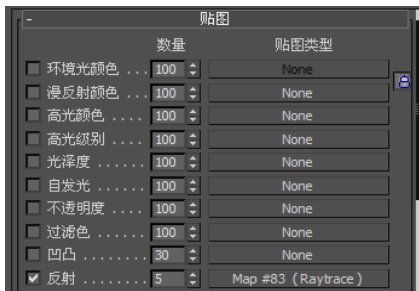 - 贴图
数量 贴图类型
环境光颜色 . . . 100 None
漫反射颜色 . . . 100 None
高光颜色 . . . . . 100 None
高光级别 . . . . . 100 None
光泽度 . . . . . . . 100 None
自发光 . . . . . . . 100 None
不透明度 . . . . . 100 None
过滤色 . . . . . . . 100 None
凹凸 . . . . . . . . . 30 None
反射 . . . . . . . . . 5 Map #83 ( Raytrace )